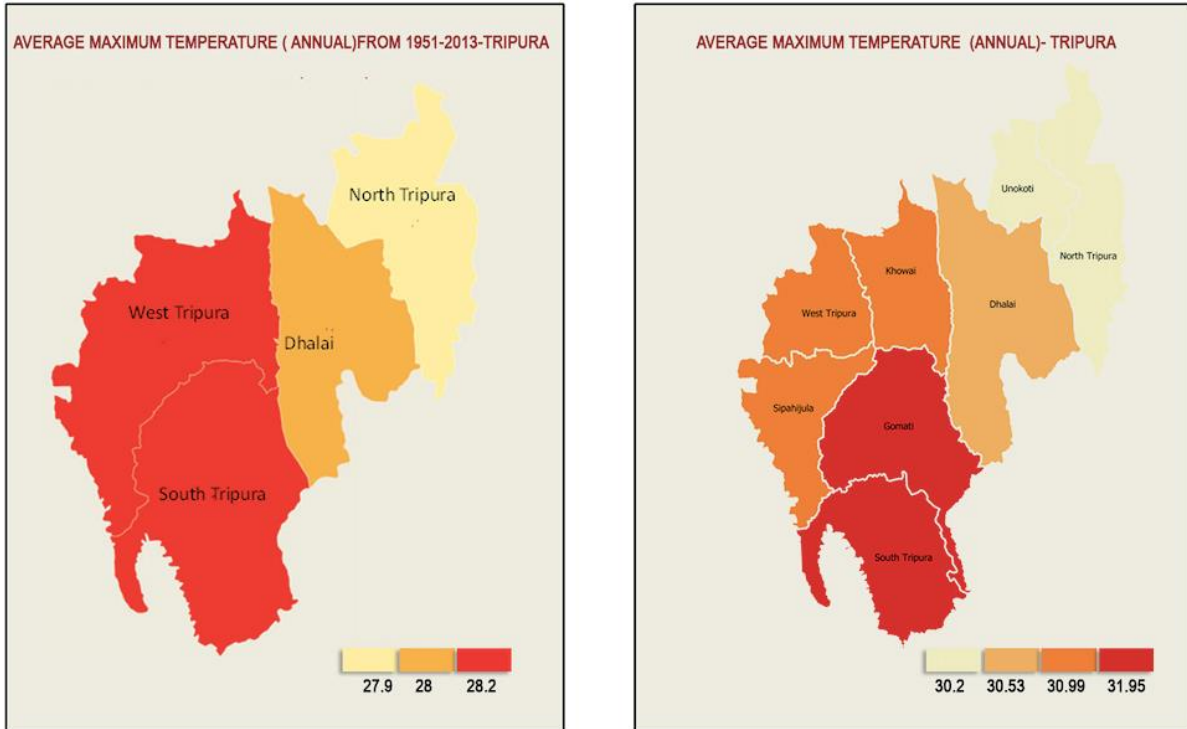 AVERAGE MAXIMUM TEMPERATURE ( ANNUAL)FROM 1951-2013-TRIPURA
North Tripura
West Tripura
Dhalai
South Tripura
27.9 28 28.2
AVERAGE MAXIMUM TEMPERATURE (ANNUAL)- TRIPURA
Unokoti
North Tripura
Khowai
Dhalai
West Tripura
Sipahijula
Gomati
South Tripura
30.2 30.53 30.99 31.95